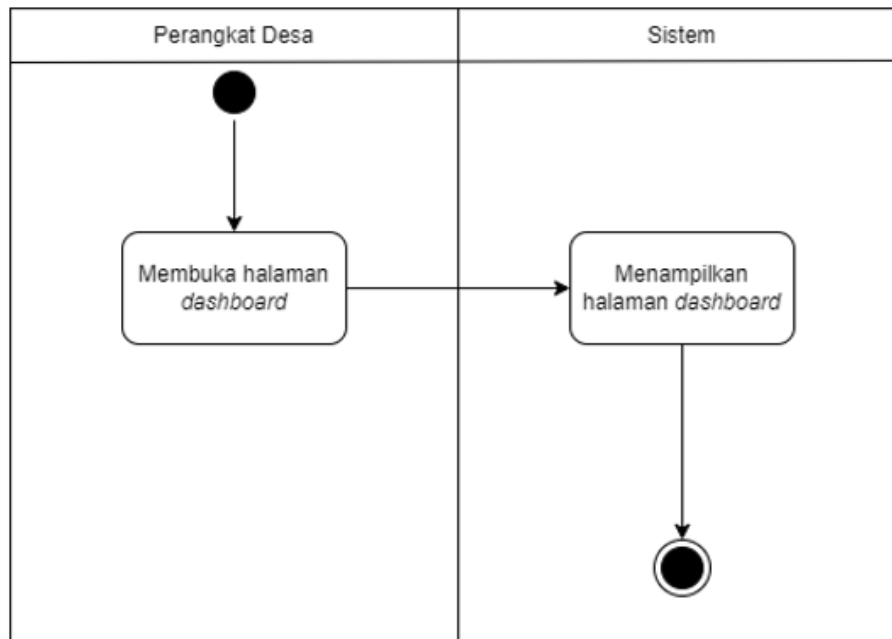 Perangkat Desa
Sistem
Membuka halaman
dashboard
Menampilkan
halaman dashboard